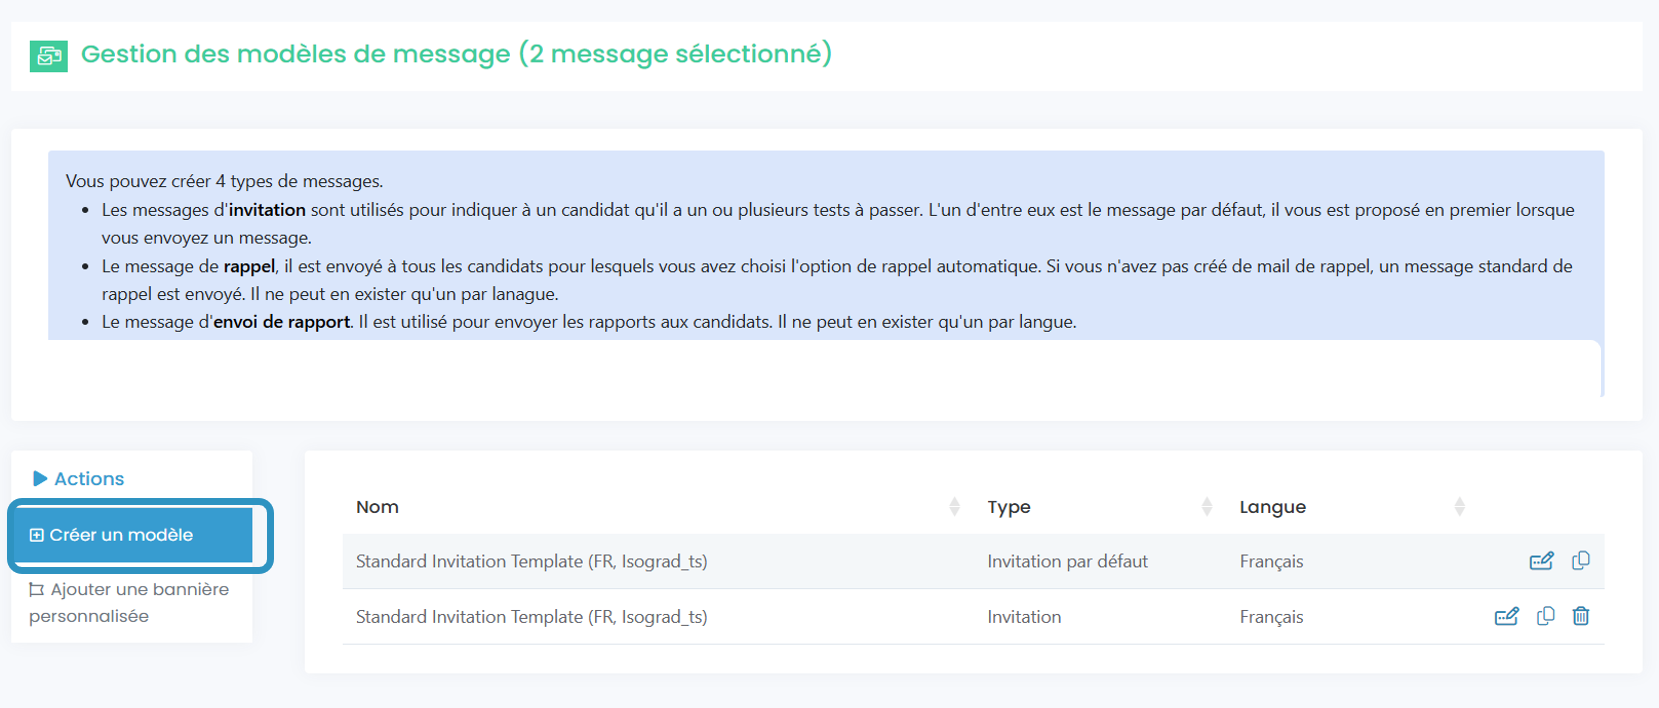 Gestion des modèles de message (2 message sélectionné)
Vous pouvez créer 4 types de messages.
Les messages d'invitation sont utilisés pour indiquer à un candidat qu'il a un ou plusieurs tests à passer. L'un d'entre eux est le message par défaut, il vous est proposé en premier lorsque
vous envoyez un message.
Le message de rappel, il est envoyé à tous les candidats pour lesquels vous avez choisi l'option de rappel automatique. Si vous n'avez pas créé de mail de rappel, un message standard de
rappel est envoyé. Il ne peut en exister qu'un par lanague.
Le message d'envoi de rapport. Il est utilisé pour envoyer les rapports aux candidats. Il ne peut en exister qu'un par langue.
Actions
Créer un modèle
Ajouter une bannière
personnalisée
Nom Type Langue
Standard Invitation Template (FR, Isograd_ts) Invitation par défaut Français
Standard Invitation Template (FR, Isograd_ts) Invitation Français